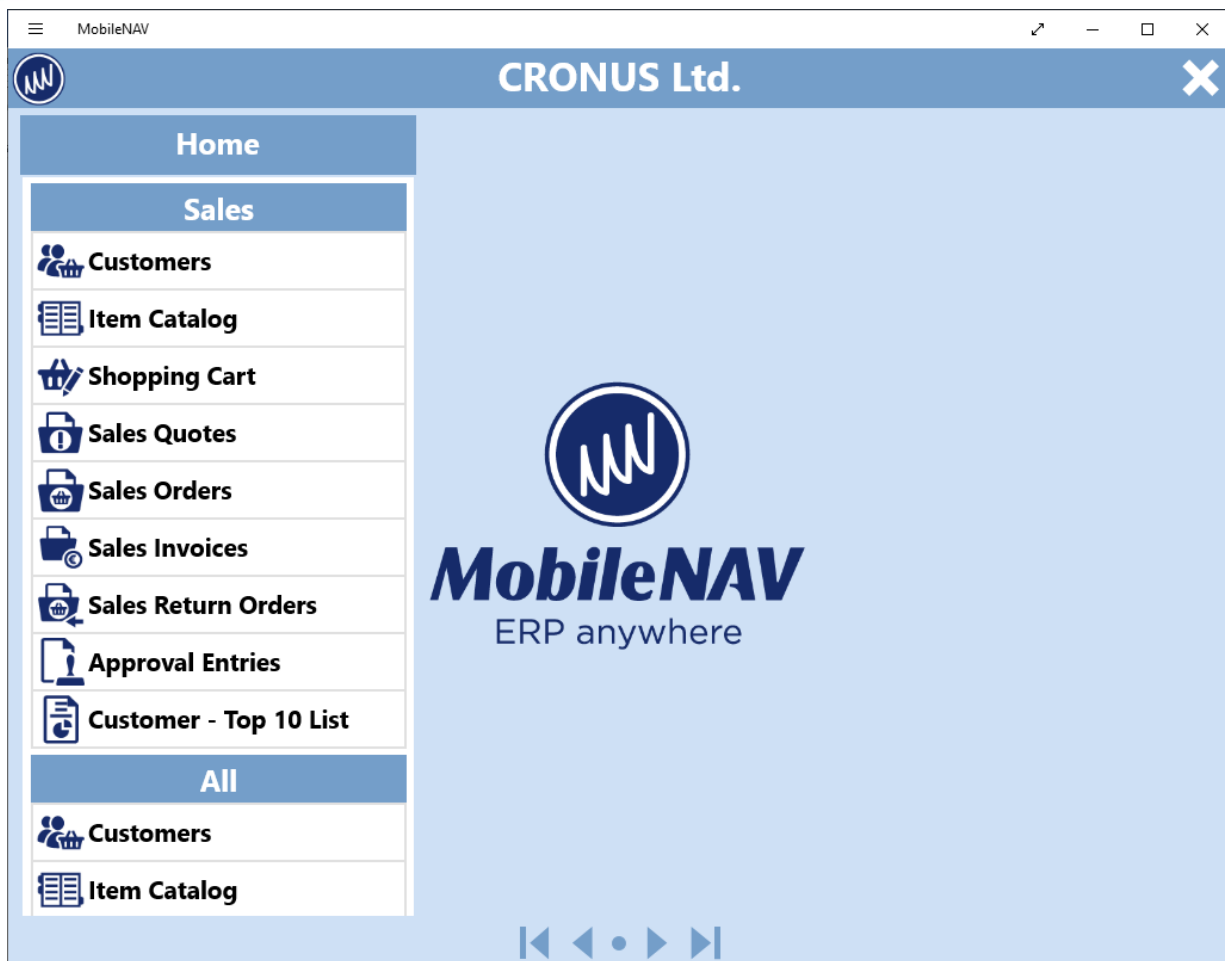 MobileNAV
CRONUS Ltd.
Home
Sales
Customers
Item Catalog
Shopping Cart
Sales Quotes
Sales Orders
Sales Invoices
Sales Return Orders
Approval Entries
Customer - Top 10 List
All
Customers
Item Catalog
MobileNAV
ERP anywhere